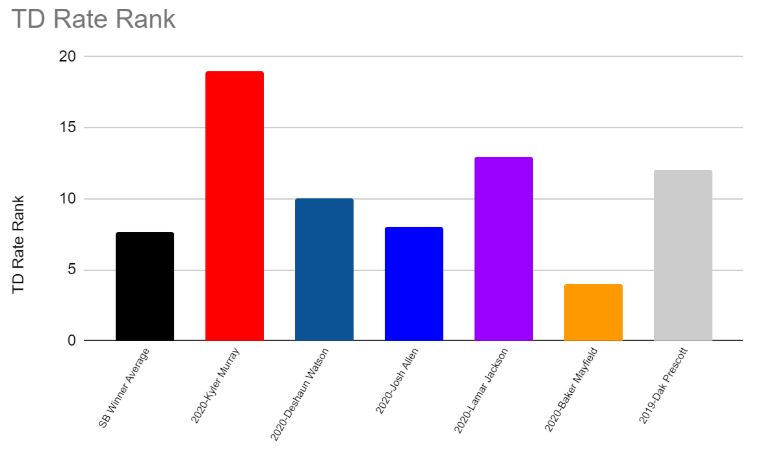 TD Rate Rank
TD Rate Rank
20
15
10
5
0
SB Winner Average
2020-Kyler Murray
2020-Deshaun Watson
2020-Josh Allen
2020-Lamar Jackson
2020-Baker Mayfield
2019-Dak Prescott